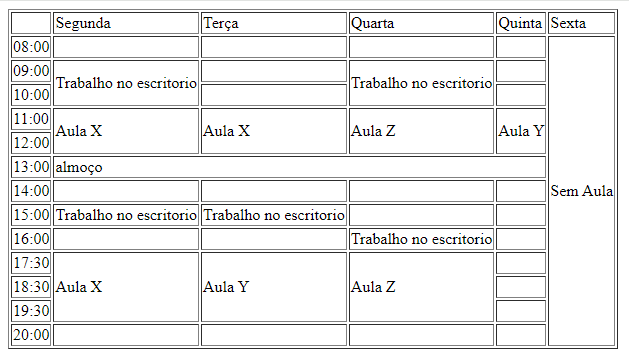 Segunda Terça Quarta Quinta Sexta
08:00
09:00
Trabalho no escritorio Trabalho no escritorio
10:00
11:00
Aula X Aula X Aula Z Aula Y
12:00
13:00 almoço
14:00
Sem Aula
15:00 Trabalho no escritorio Trabalho no escritorio
16:00 Trabalho no escritorio
17:30
18:30 Aula X Aula Y Aula Z
19:30
20:00